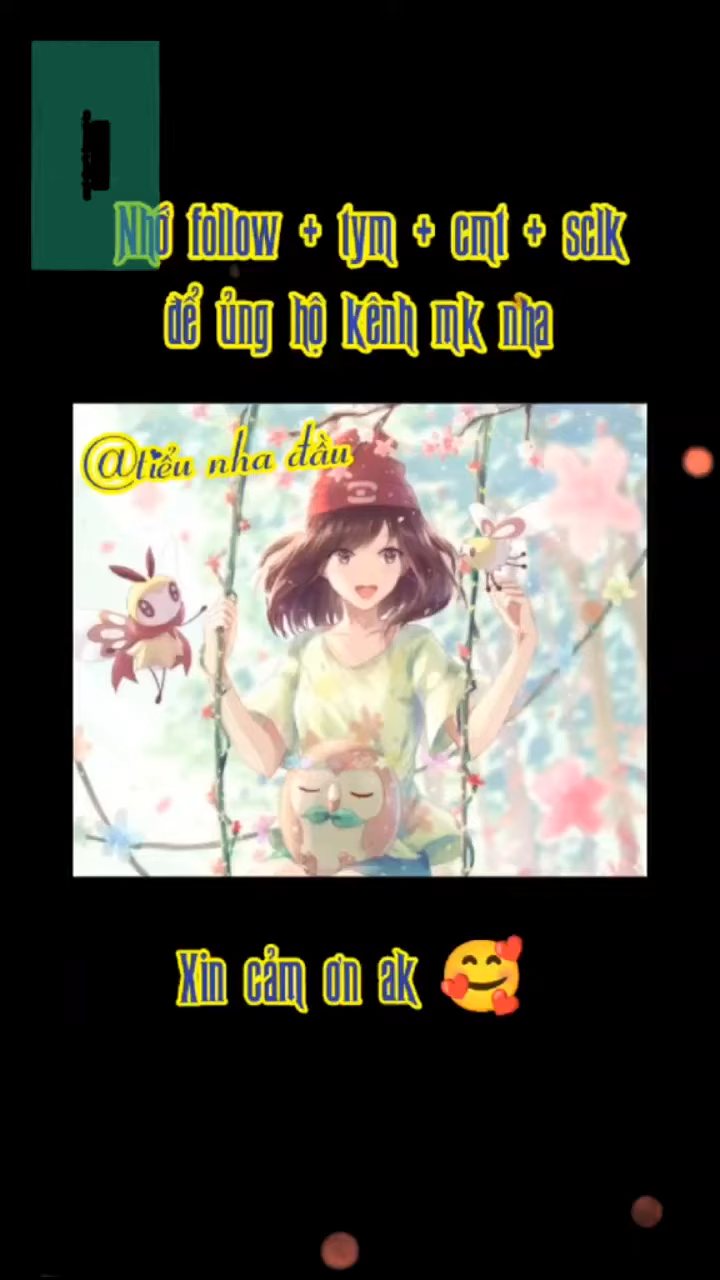 Nhớ follow + tym + cmt + sclk
để ủng hộ kênh mk nha
@tiểu nha đầu
Xin cảm ơn ak 🥰